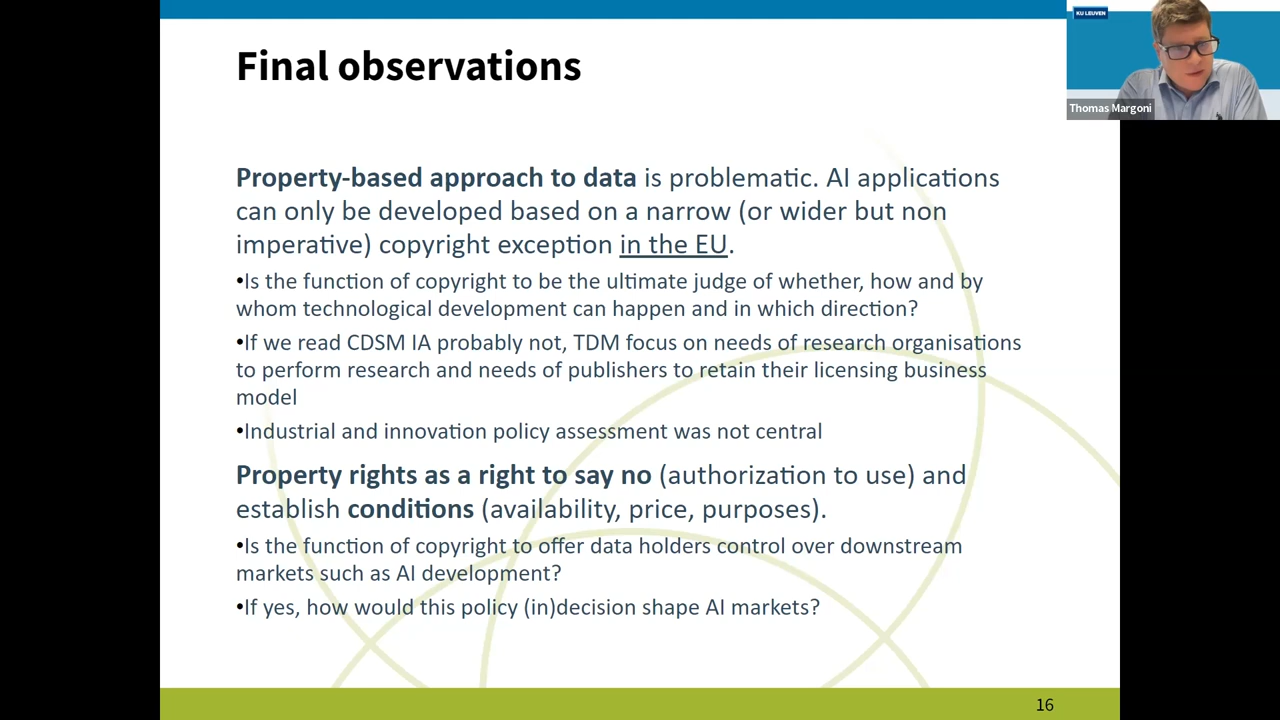 KU LEUVEN
Thomas Margoni
Final observations
Property-based approach to data is problematic. AI applications
can only be developed based on a narrow (or wider but non
imperative) copyright exception in the EU.
•Is the function of copyright to be the ultimate judge of whether, how and by
whom technological development can happen and in which direction?
•If we read CDSM IA probably not, TDM focus on needs of research organisations
to perform research and needs of publishers to retain their licensing business
model
•Industrial and innovation policy assessment was not central
Property rights as a right to say no (authorization to use) and
establish conditions (availability, price, purposes).
•Is the function of copyright to offer data holders control over downstream
markets such as AI development?
•If yes, how would this policy (in)decision shape AI markets?
16